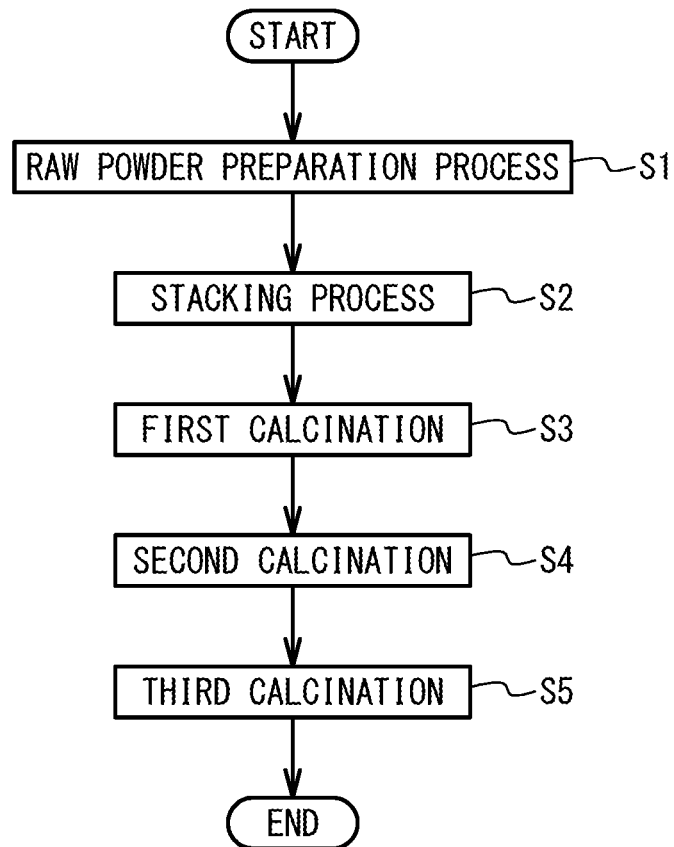 START
RAW POWDER PREPARATION PROCESS S1
STACKING PROCESS S2
FIRST CALCINATION S3
SECOND CALCINATION S4
THIRD CALCINATION S5
END